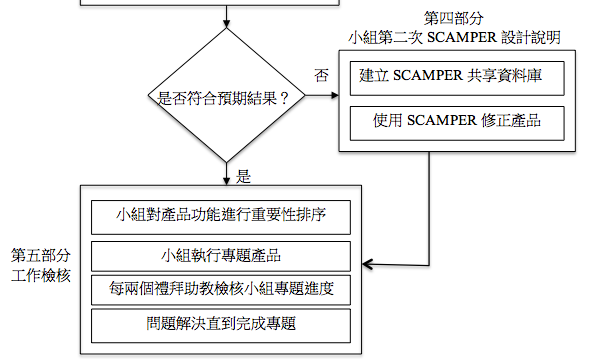 第四部分
小組第二次 SCAMPER 設計說明
建立 SCAMPER 共享資料庫
使用 SCAMPER 修正產品
是否符合預期結果？
否
是
第五部分
工作檢核
小組對產品功能進行重要性排序
小組執行專題產品
每兩個禮拜助教檢核小組專題進度
問題解決直到完成專題